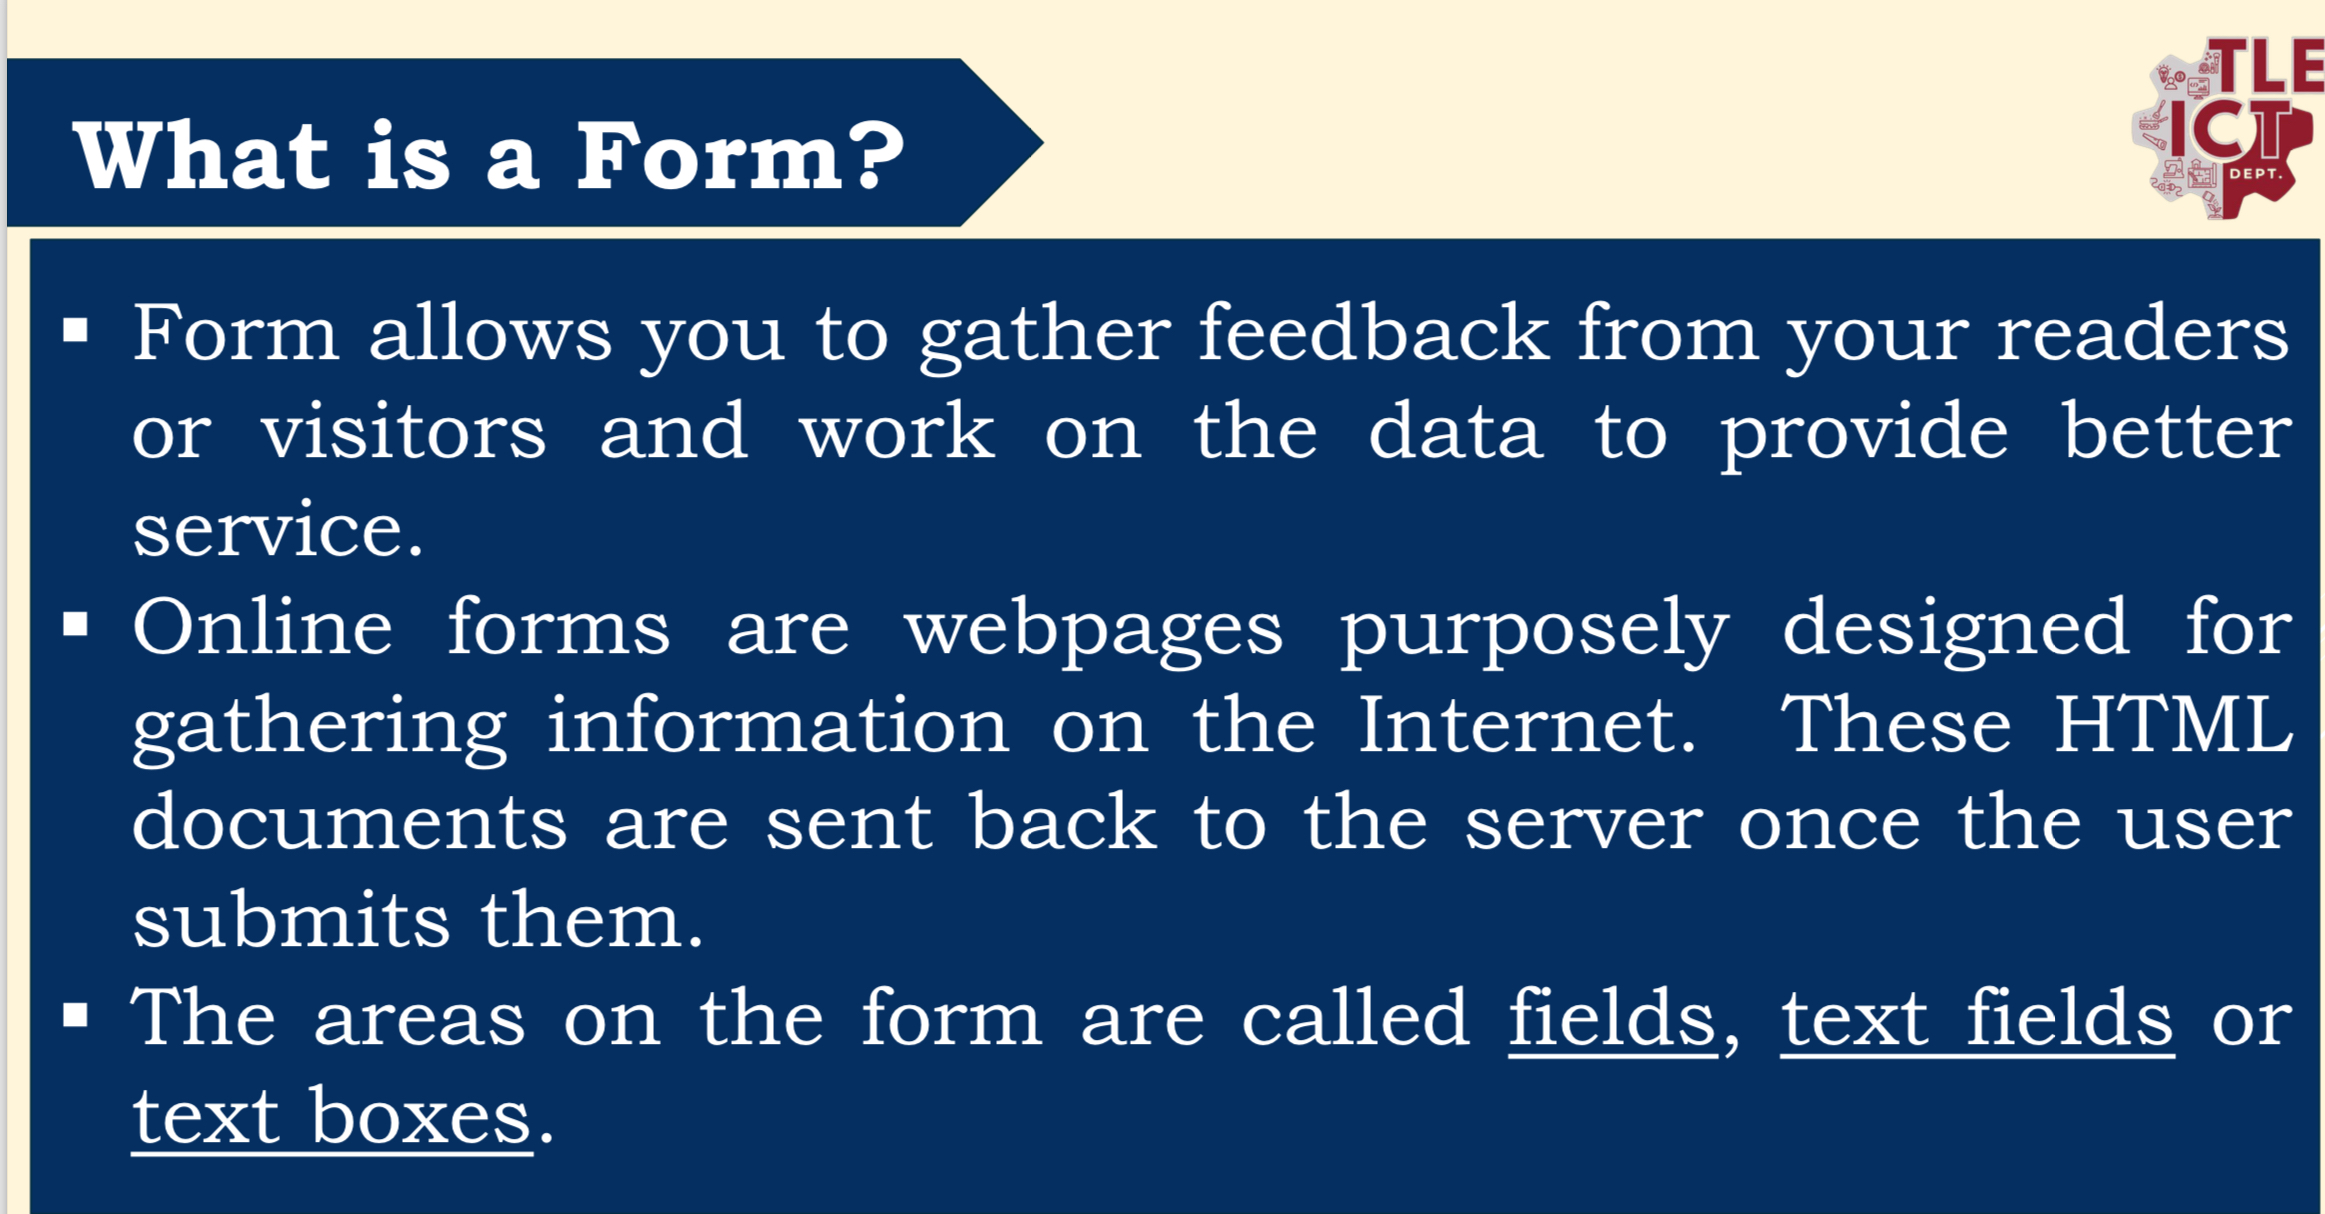 What is a Form?
TLE
ICT
DEPT.
▪ Form allows you to gather feedback from your readers
or visitors and work on the data to provide better
service.
▪ Online forms are webpages purposely designed for
gathering information on the Internet.  These HTML
documents are sent back to the server once the user
submits them.
▪ The areas on the form are called fields, text fields or
text boxes.